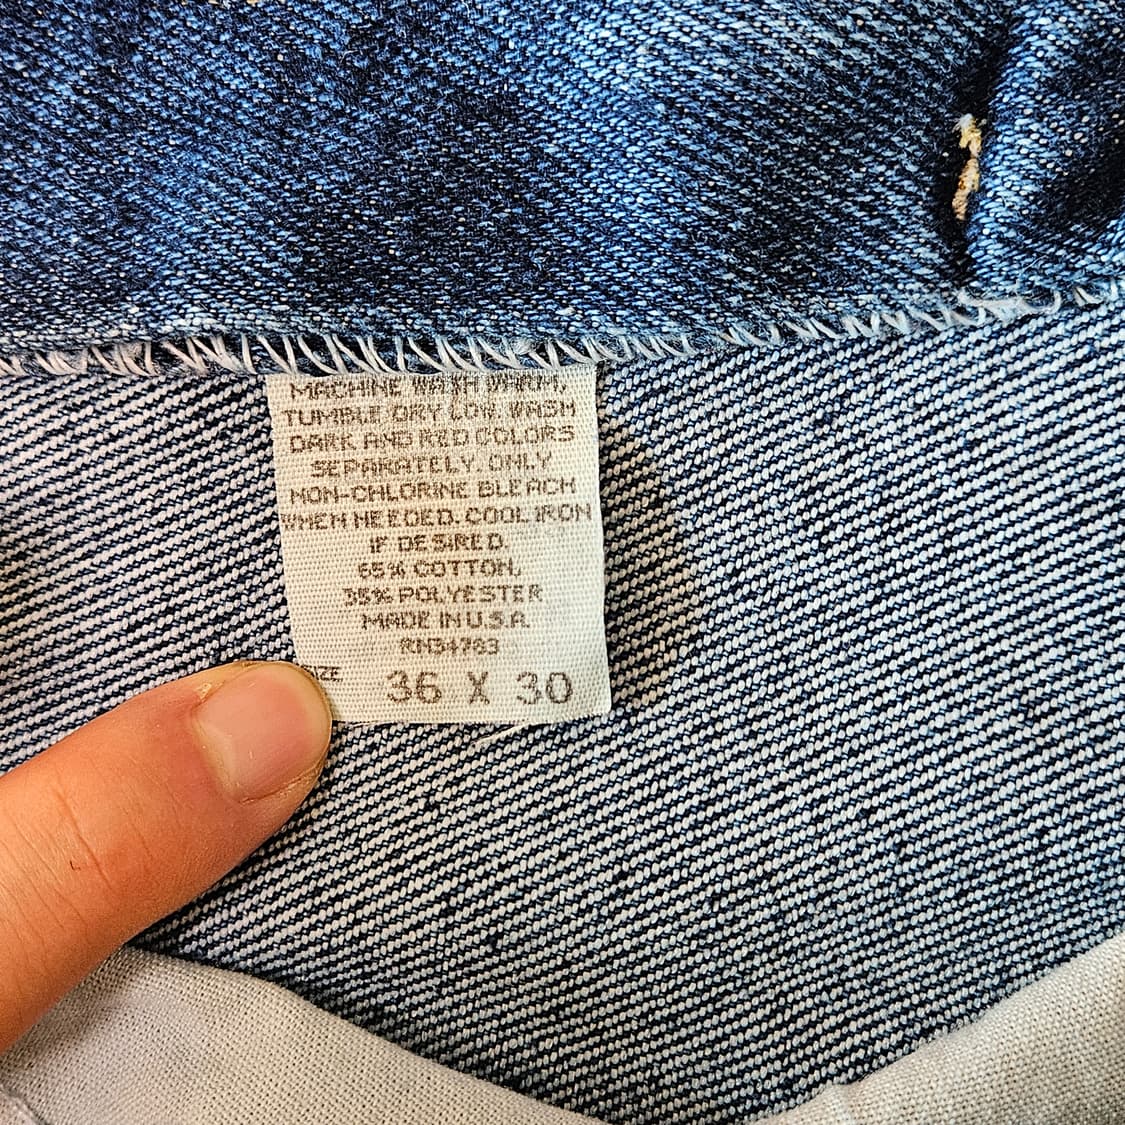 MACHINE WASH WARM,
TUMBLE DRY LOW. WASH
DARK AND RED COLORS
SEPARATELY. ONLY
NON-CHLORINE BLEACH
WHEN NEEDED. COOL IRON
IF DESIRED.
65% COTTON,
35% POLYESTER
MADE IN U.S.A.
RN34783
IZE 36 X 30